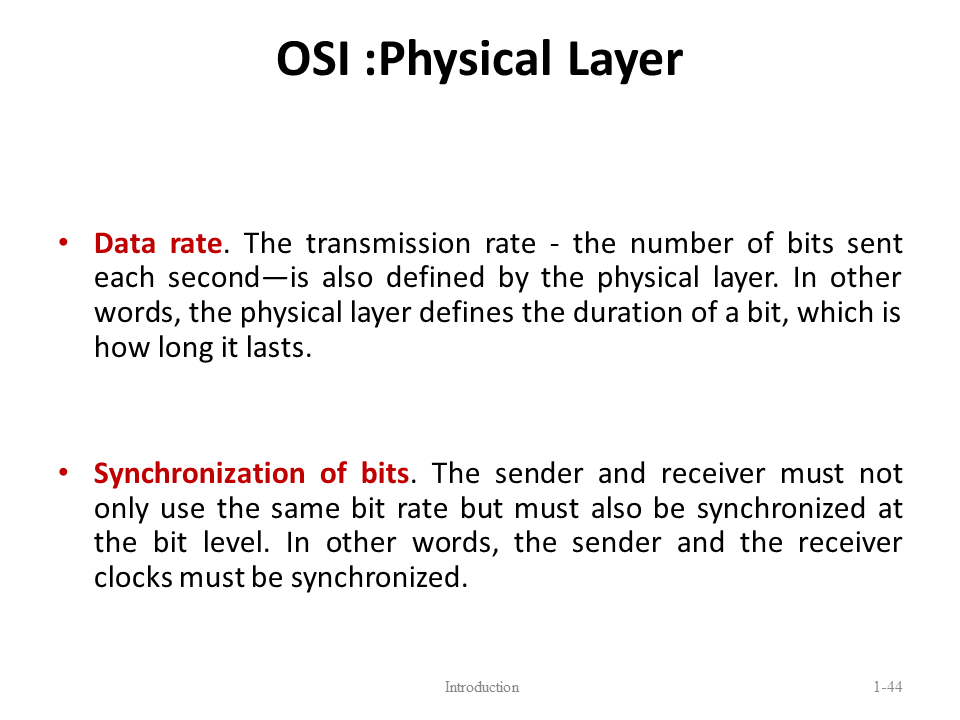 OSI :Physical Layer
• Data rate. The transmission rate - the number of bits sent
each second—is also defined by the physical layer. In other
words, the physical layer defines the duration of a bit, which is
how long it lasts.
• Synchronization of bits. The sender and receiver must not
only use the same bit rate but must also be synchronized at
the bit level. In other words, the sender and the receiver
clocks must be synchronized.
Introduction
1-44